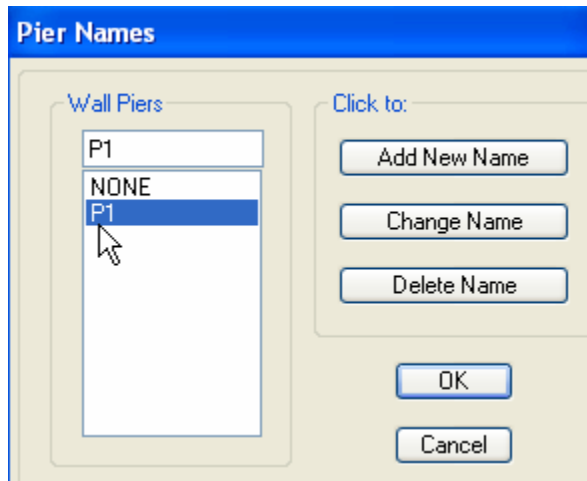 Pier Names
Wall Piers
P1
NONE
P1
Click to:
Add New Name
Change Name
Delete Name
OK
Cancel